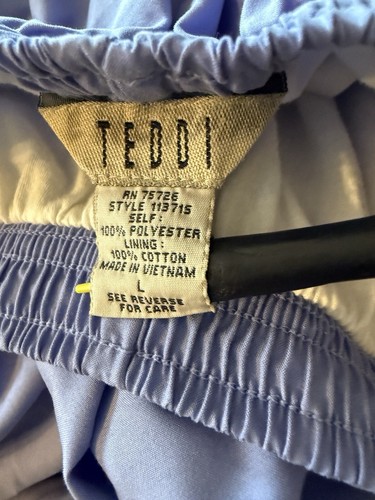 TEDDI
RN 75726
STYLE 113715
SELF:
100% POLYESTER
LINING:
100% COTTON
MADE IN VIETNAM
L
SEE REVERSE
FOR CARE